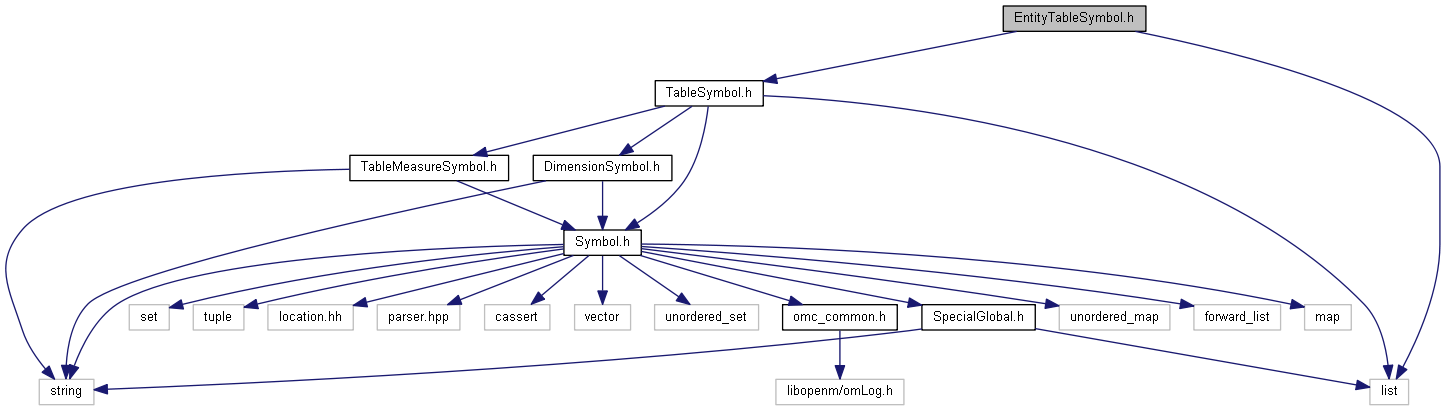 EntityTableSymbol.h
TableSymbol.h
TableMeasureSymbol.h
DimensionSymbol.h
Symbol.h
set
tuple
location.hh
parser.hpp
cassert
vector
unordered_set
omc_common.h
SpecialGlobal.h
unordered_map
forward_list
map
string
libopenm/omLog.h
list